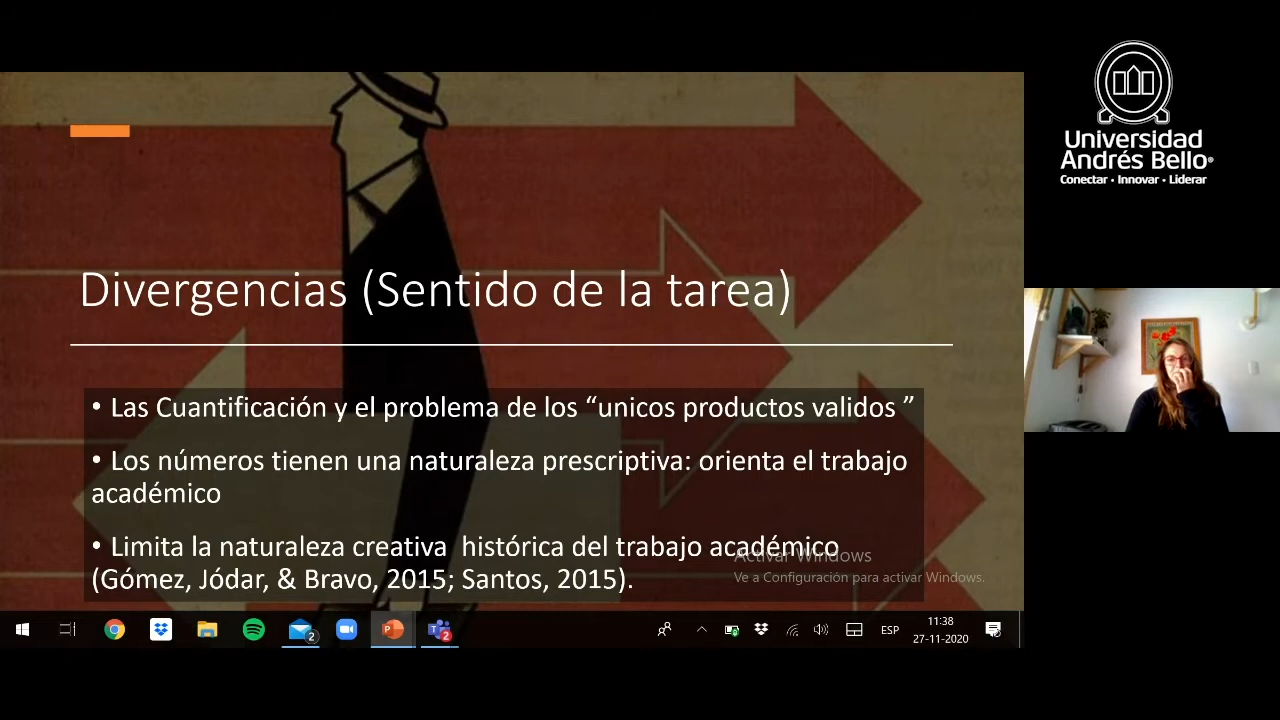 Divergencias (Sentido de la tarea)
• Las Cuantificación y el problema de los “unicos productos validos ”
• Los números tienen una naturaleza prescriptiva: orienta el trabajo
académico
• Limita la naturaleza creativa  histórica del trabajo académico
(Gómez, Jódar, & Bravo, 2015; Santos, 2015).
Activar Windows
Ve a Configuración para activar Windows.
2
P
T
2
ESP
11:38
27-11-2020
Universidad
Andrés Bello®
Conectar • Innovar • Liderar